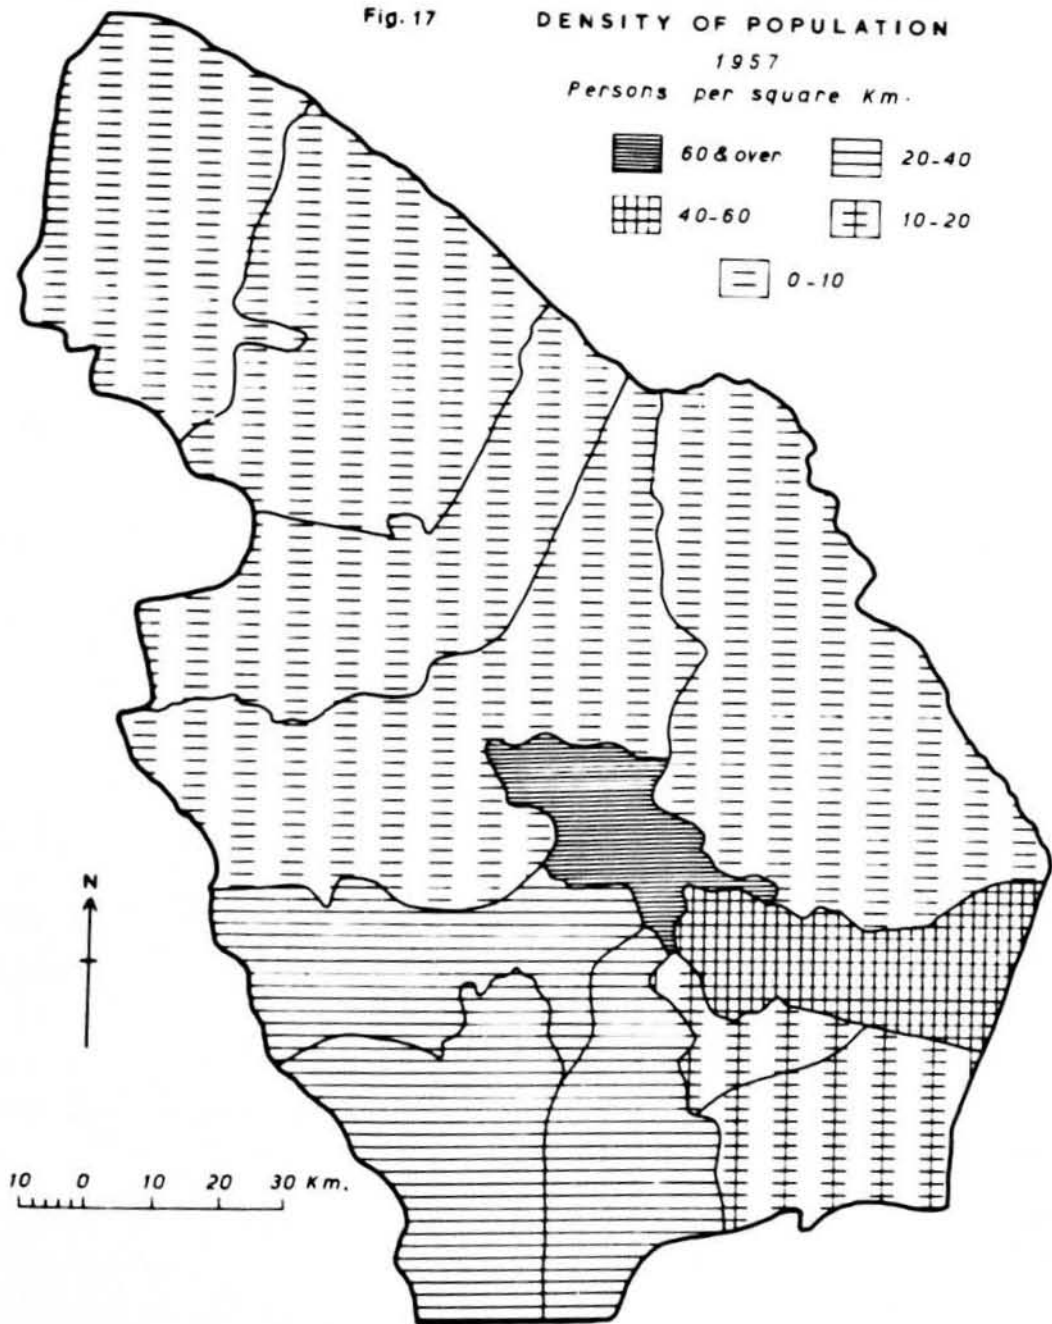 Fig. 17
DENSITY OF POPULATION
1957
Persons per square Km.
60 & over
20-40
40-60
10-20
0-10
N
10 0 10 20 30 Km.